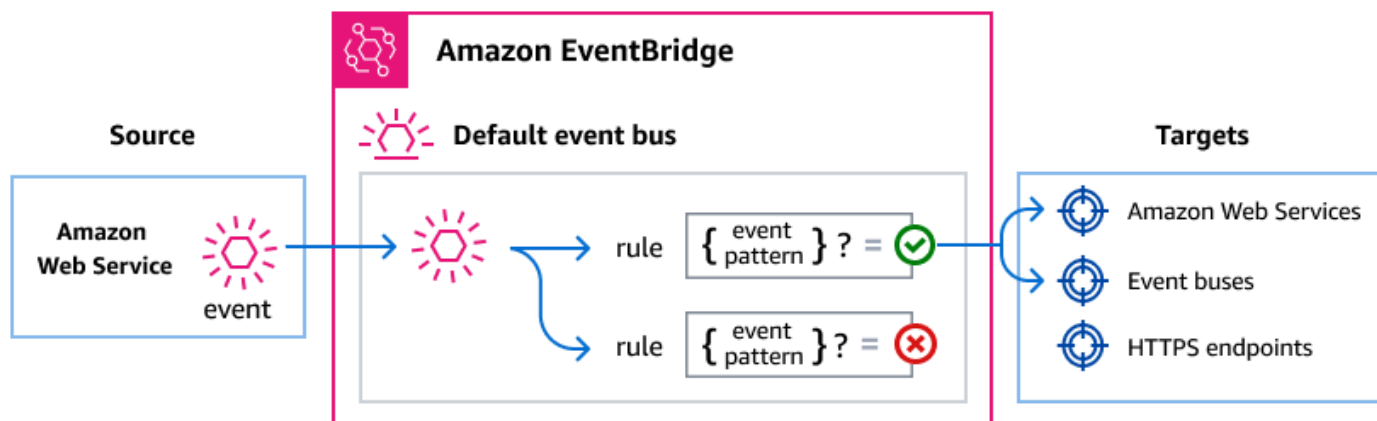 Amazon EventBridge
Source
Default event bus
Targets
Amazon
Web Service
event
rule
{ event
pattern } ? =
rule
{ event
pattern } ? =
Amazon Web Services
Event buses
HTTPS endpoints